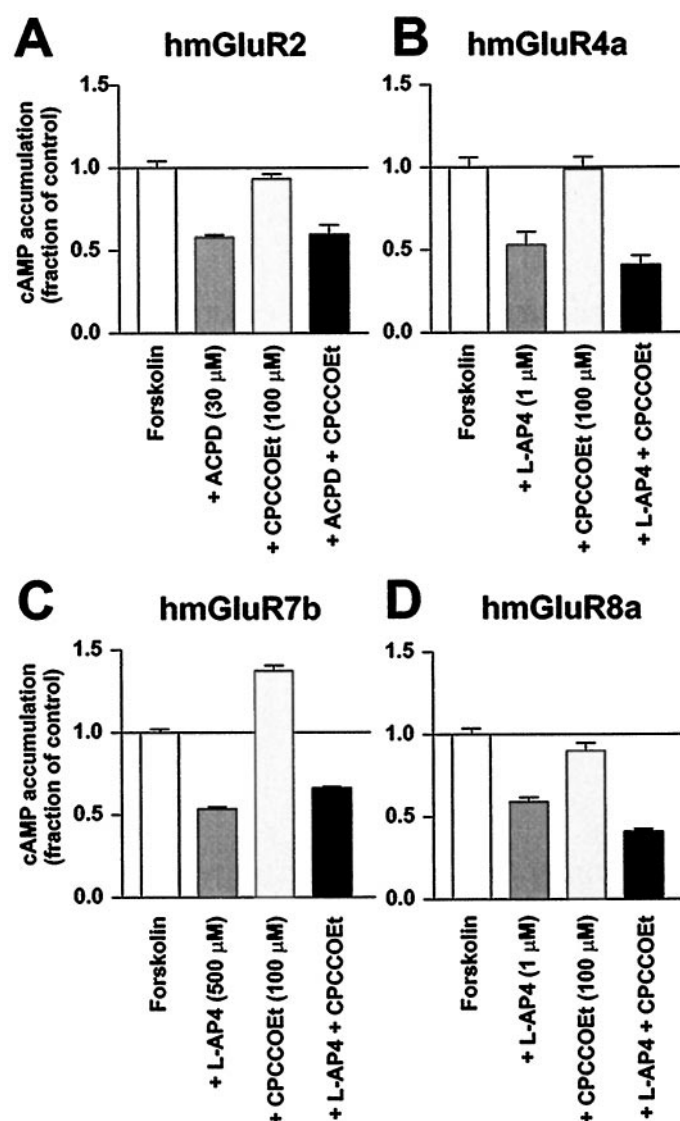 A
hmGluR2
cAMP accumulation
(fraction of control)
1.5
1.0
0.5
0.0
Forskolin
+ ACPD (30 µM)
+ CPCCOEt (100 µM)
+ ACPD + CPCCOEt
B
hmGluR4a
1.5
1.0
0.5
0.0
Forskolin
+ L-AP4 (1 µM)
+ CPCCOEt (100 µM)
+ L-AP4 + CPCCOEt
C
hmGluR7b
cAMP accumulation
(fraction of control)
1.5
1.0
0.5
0.0
Forskolin
+ L-AP4 (500 µM)
+ CPCCOEt (100 µM)
+ L-AP4 + CPCCOEt
D
hmGluR8a
1.5
1.0
0.5
0.0
Forskolin
+ L-AP4 (1 µM)
+ CPCCOEt (100 µM)
+ L-AP4 + CPCCOEt